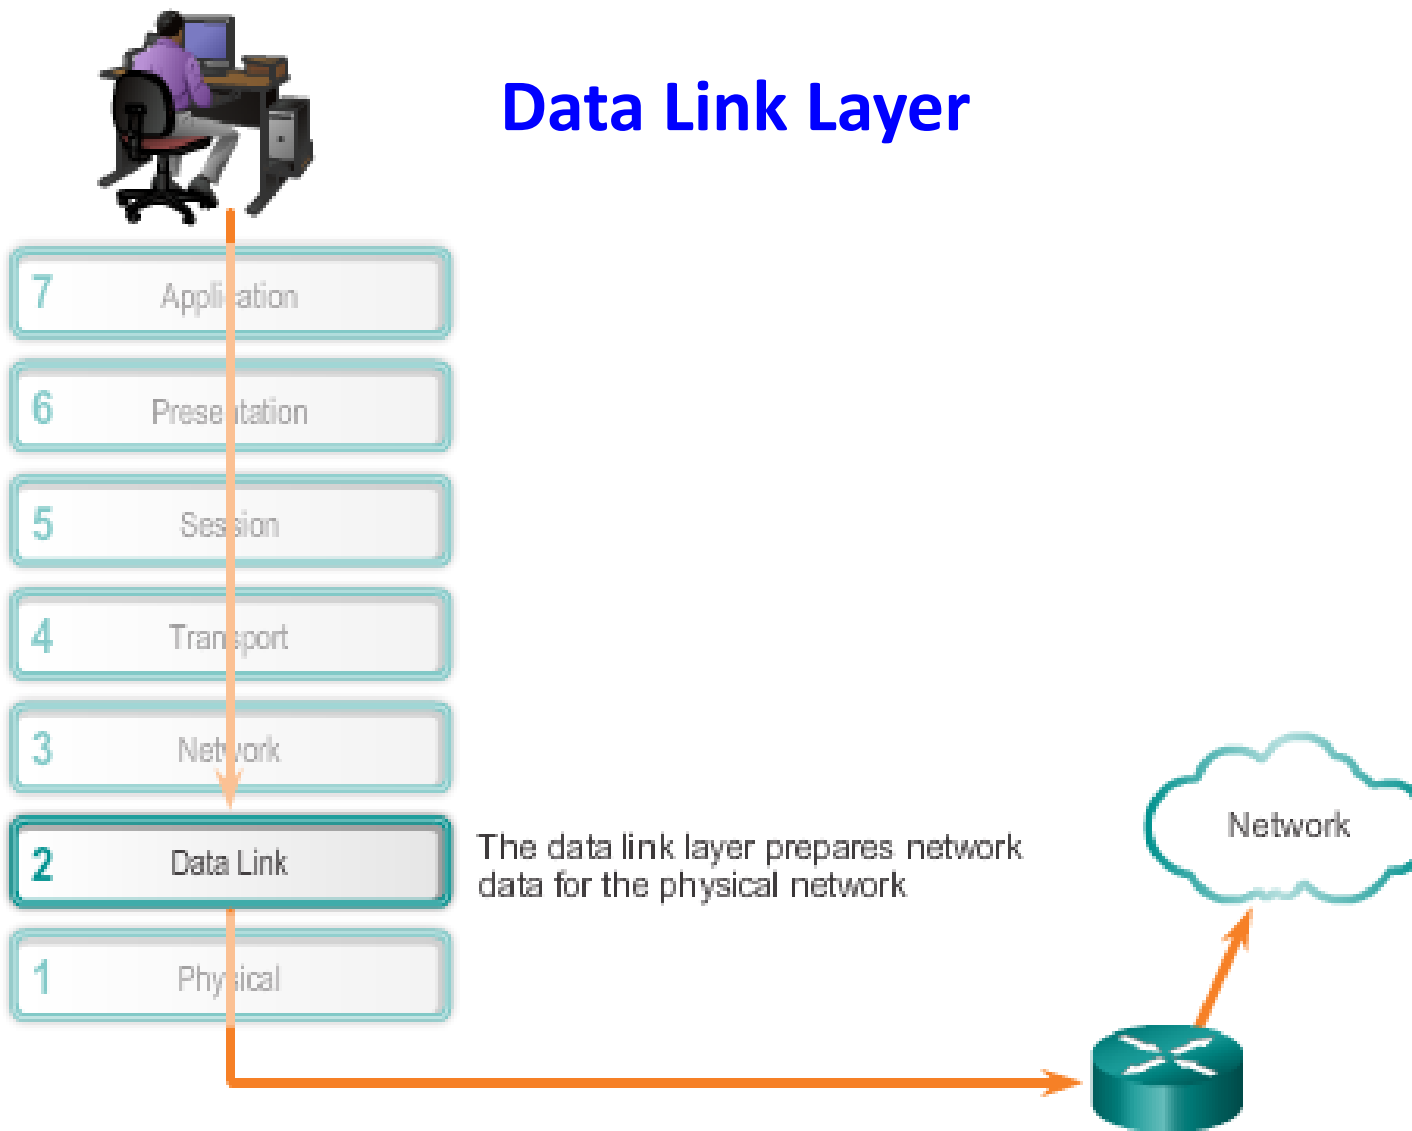 Data Link Layer
7 Application
6 Presentation
5 Session
4 Transport
3 Network
2 Data Link
The data link layer prepares network
data for the physical network
1 Physical
Network